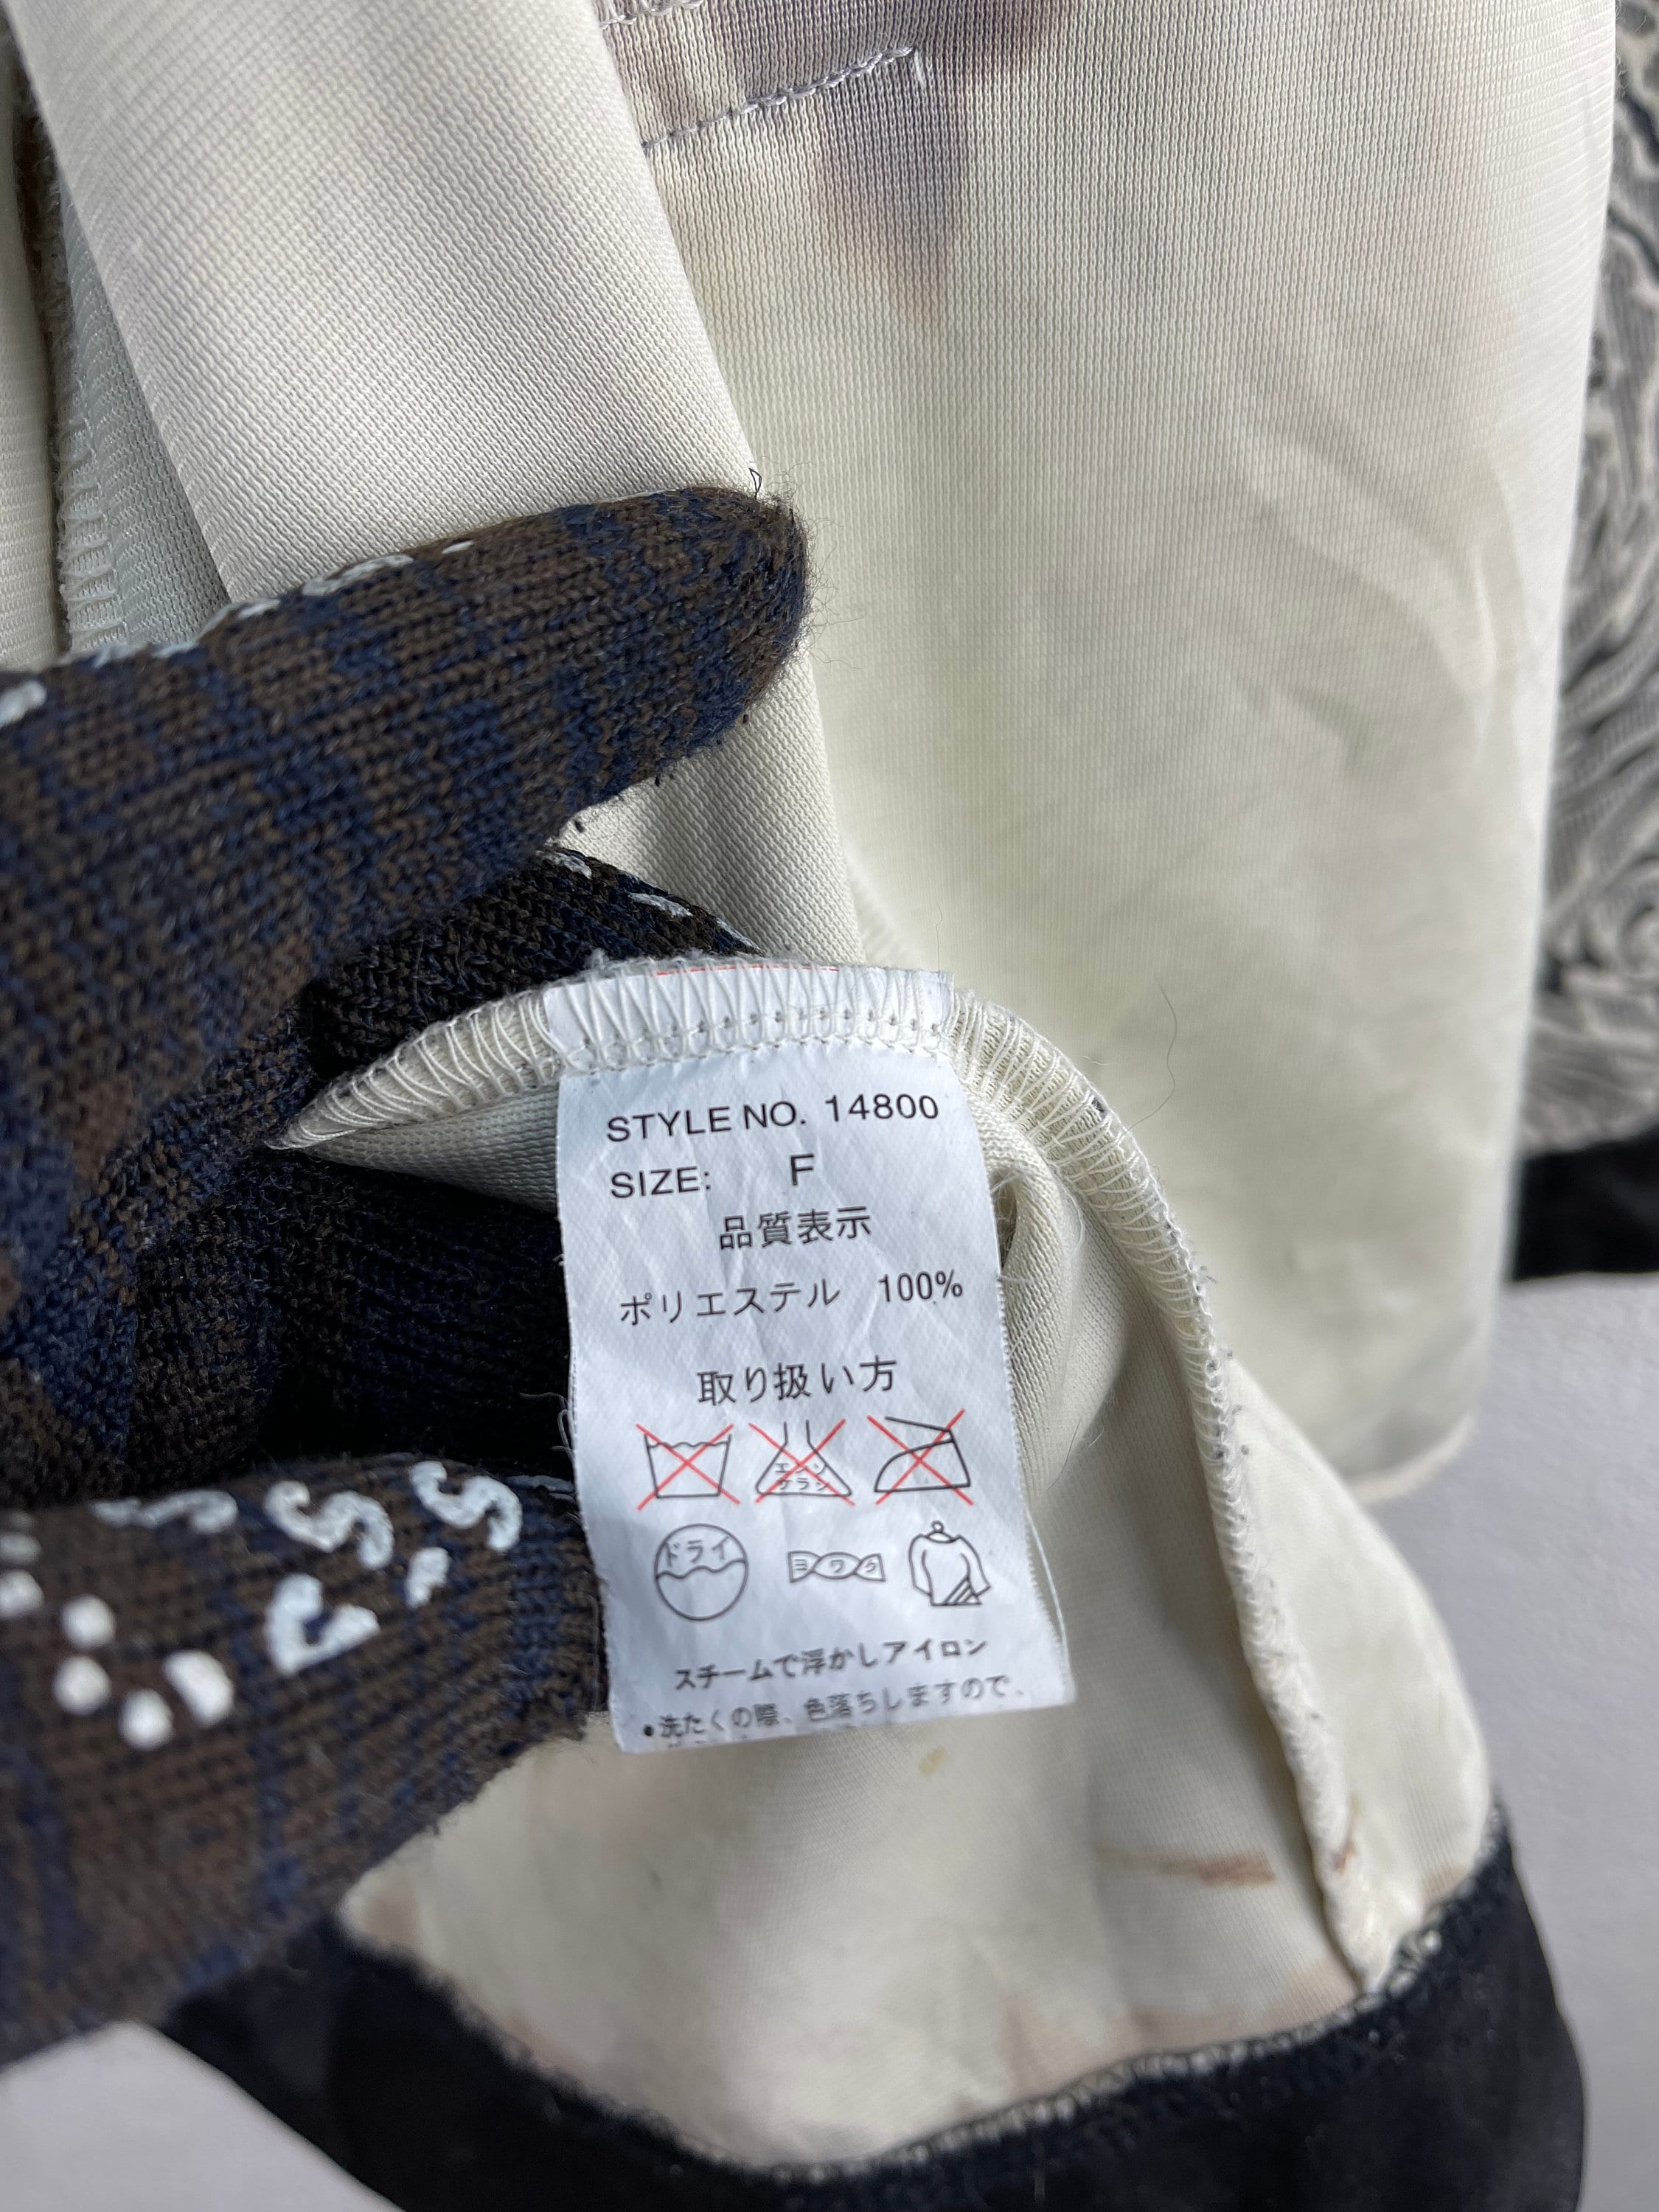 STYLE NO. 14800
SIZE: F
品質表示
ポリエステル 100%
取り扱い方
エンソ
サラシ
ドライ
ヨワク
スチームで浮かしアイロン
•洗たくの際、色落ちしますので、